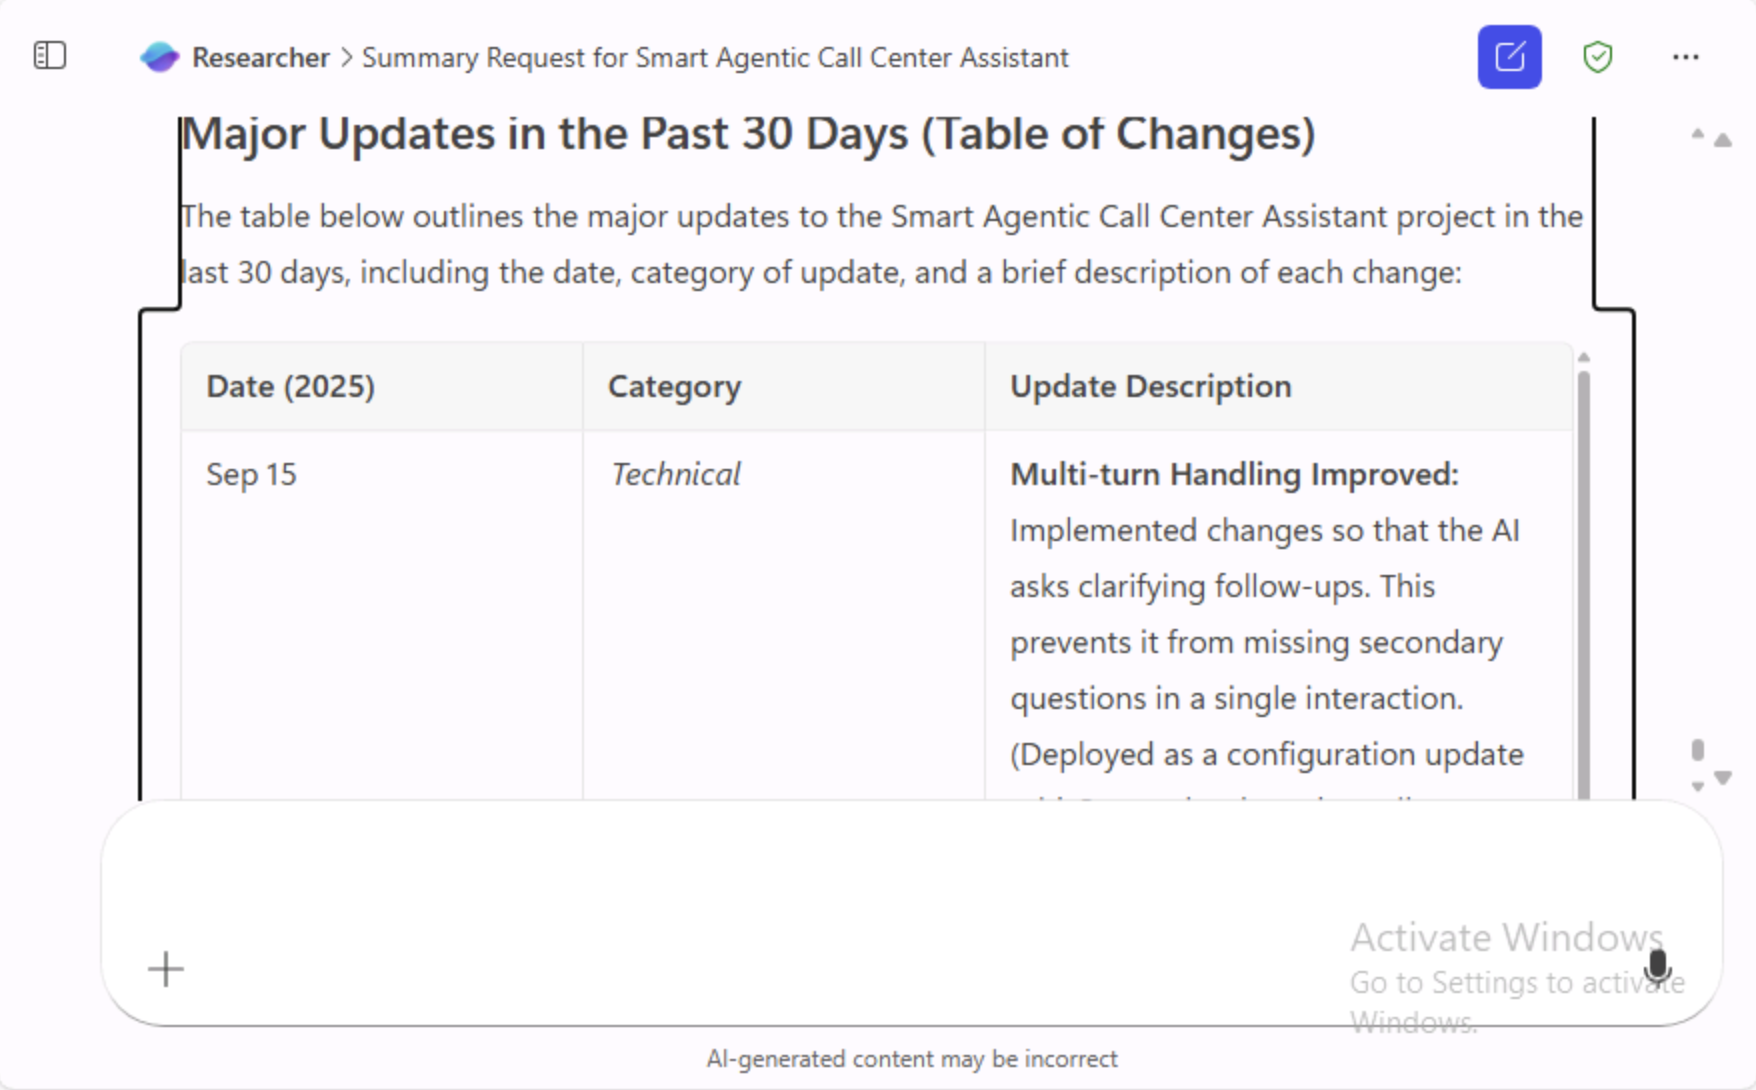 Researcher > Summary Request for Smart Agentic Call Center Assistant
Major Updates in the Past 30 Days (Table of Changes)
The table below outlines the major updates to the Smart Agentic Call Center Assistant project in the
last 30 days, including the date, category of update, and a brief description of each change:
Date (2025) Category Update Description
Sep 15 Technical Multi-turn Handling Improved:
Implemented changes so that the AI
asks clarifying follow-ups. This
prevents it from missing secondary
questions in a single interaction.
(Deployed as a configuration update
Activate Windows
Go to Settings to activate
Windows.
AI-generated content may be incorrect